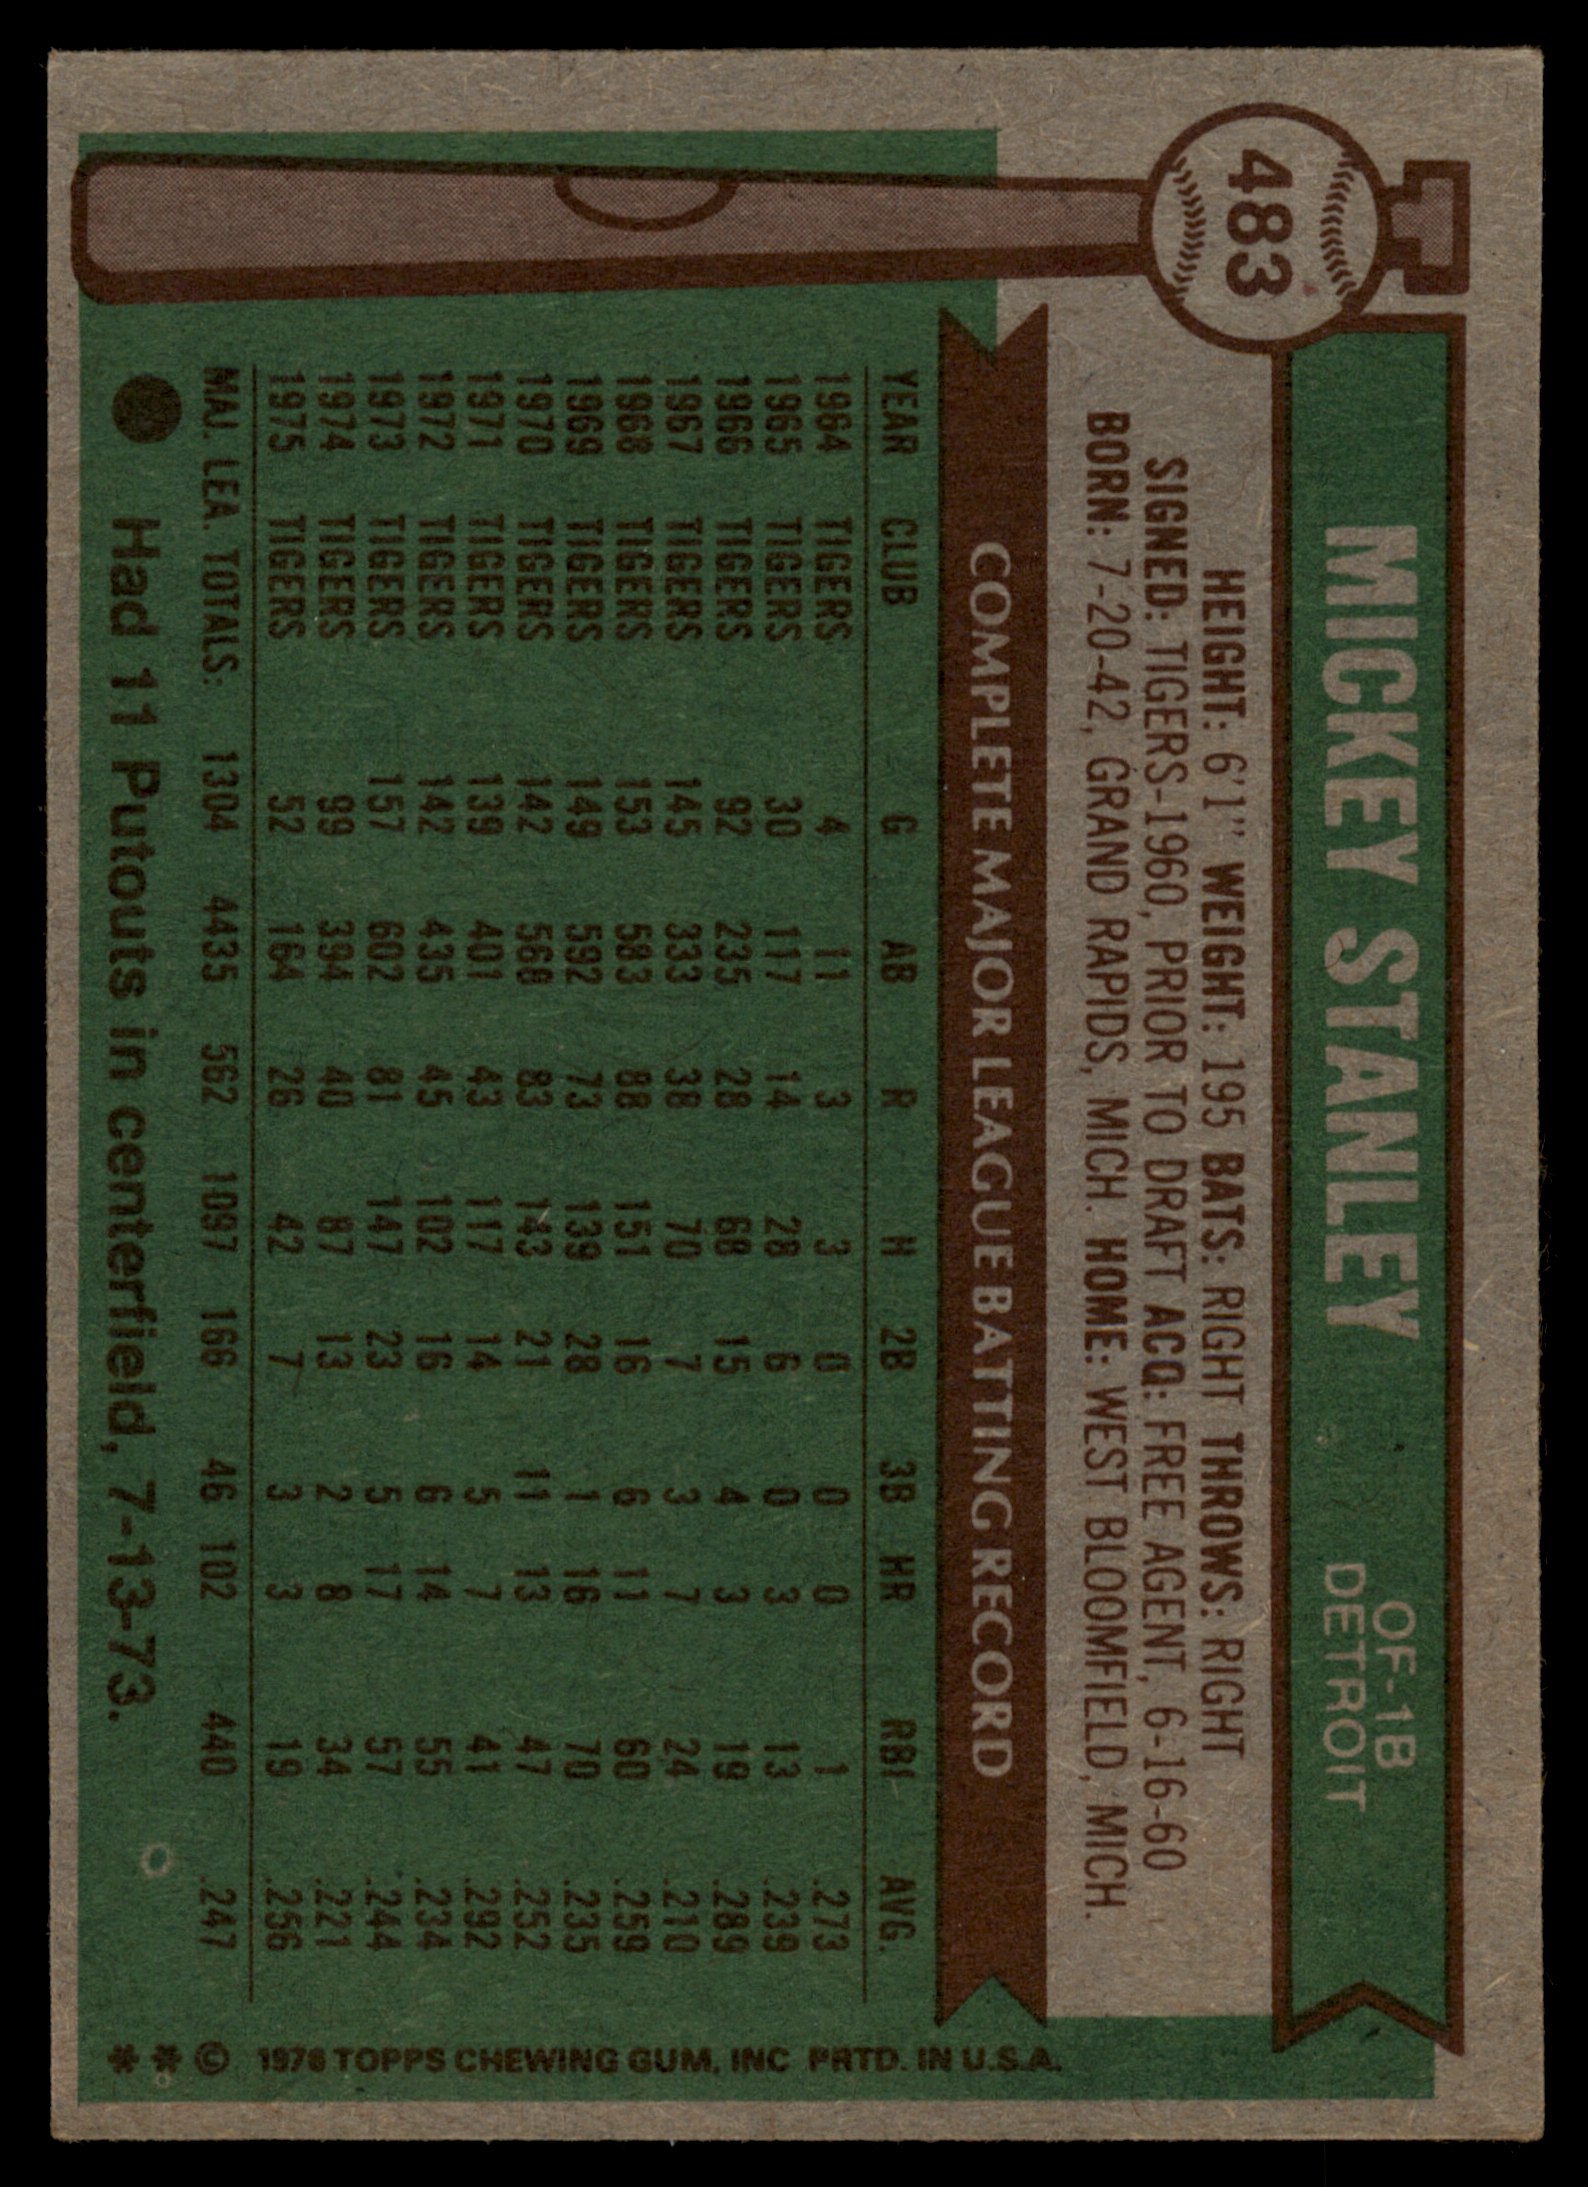 483
MICKEY STANLEY
OF-1B
DETROIT
HEIGHT: 6'1" WEIGHT: 195 BATS: RIGHT THROWS: RIGHT
SIGNED: TIGERS-1960, PRIOR TO DRAFT ACQ: FREE AGENT, 6-16-60
BORN: 7-20-42, GRAND RAPIDS, MICH. HOME: WEST BLOOMFIELD, MICH.
COMPLETE MAJOR LEAGUE BATTING RECORD
YEAR CLUB G AB R H 2B 3B HR RBI AVG.
1964 TIGERS 4 11 3 3 0 0 0 1 .273
1965 TIGERS 30 117 14 28 6 0 3 13 .239
1966 TIGERS 92 235 28 68 15 4 3 19 .289
1967 TIGERS 145 333 38 70 7 3 7 24 .210
1968 TIGERS 153 583 88 151 16 6 11 60 .259
1969 TIGERS 149 592 73 139 28 1 16 70 .235
1970 TIGERS 142 568 83 143 21 11 13 47 .252
1971 TIGERS 139 401 43 117 14 5 7 41 .292
1972 TIGERS 142 435 45 102 16 6 14 55 .234
1973 TIGERS 157 602 81 147 23 5 17 57 .244
1974 TIGERS 99 394 40 87 13 2 8 34 .221
1975 TIGERS 52 164 26 42 7 3 3 19 .256
MAJ. LEA. TOTALS: 1304 4435 562 1097 166 46 102 440 .247
Had 11 Putouts in centerfield, 7-13-73.
** © 1976 TOPPS CHEWING GUM, INC PRTD. IN U.S.A.